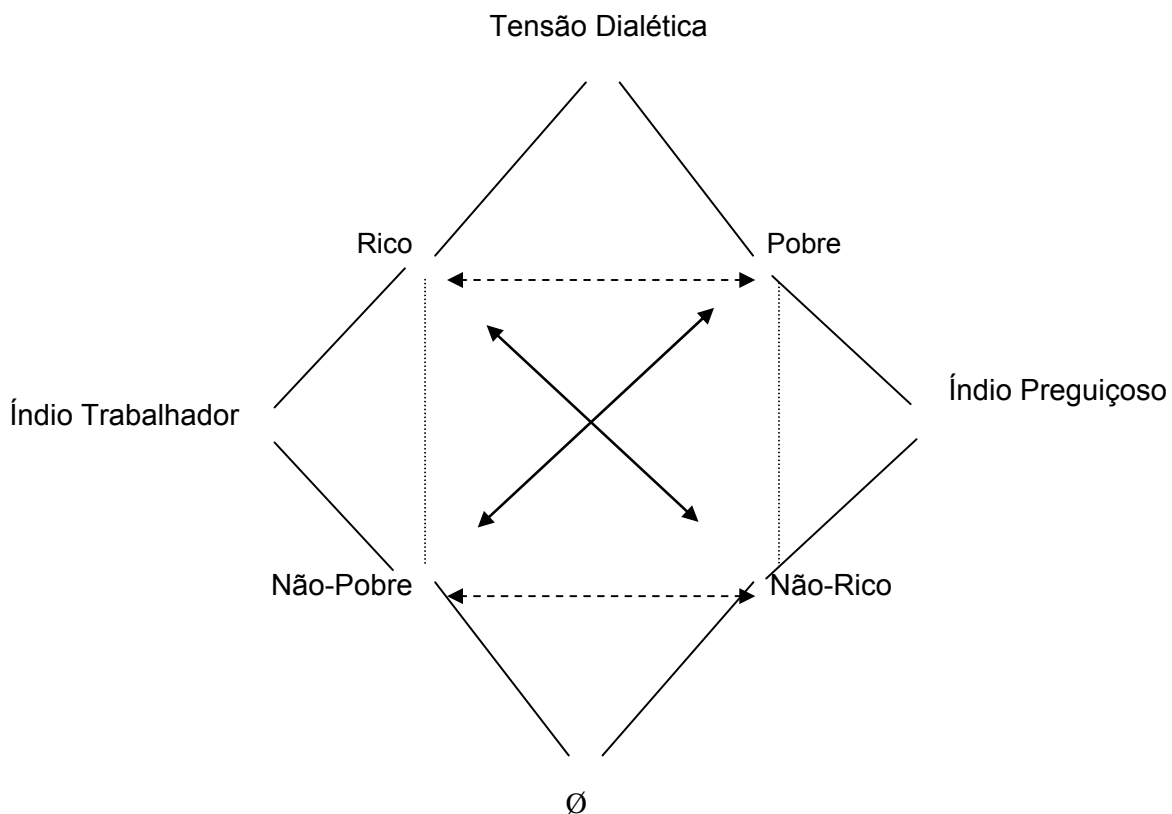 Tensão Dialética
Rico
Pobre
Índio Trabalhador
Índio Preguiçoso
Não-Pobre
Não-Rico
Ø